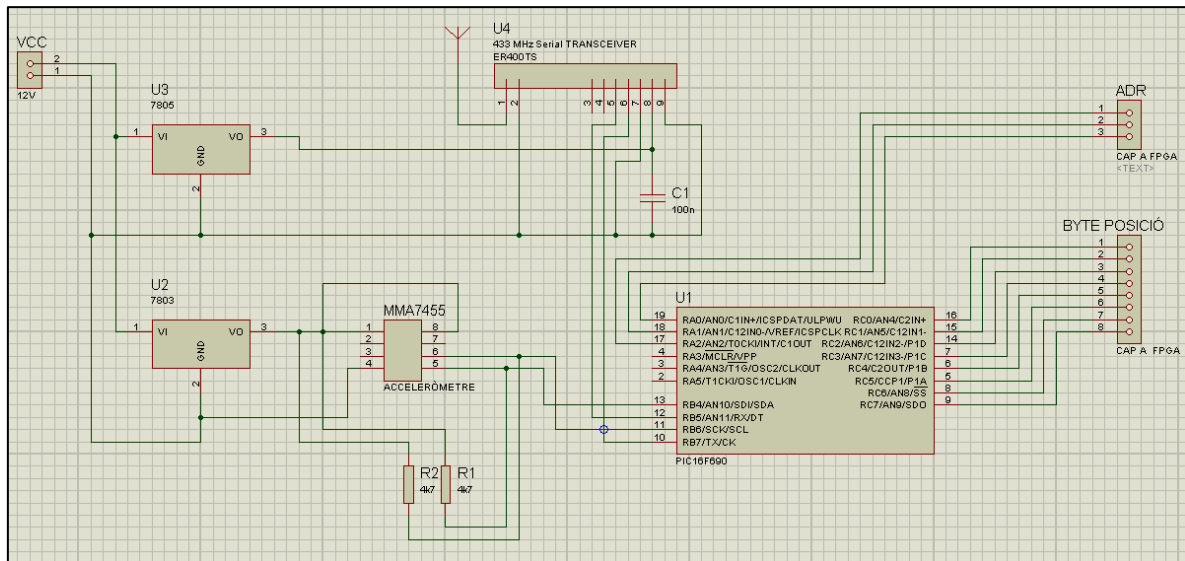 VCC
2
1
12V
U3
7805
1
VI
VO
3
GND
2
U4
433 MHz Serial TRANSCEIVER
ER400TS
1
2
3
4
5
6
7
8
9
C1
100n
ADR
1
2
3
CAP A FPGA
<TEXT>
BYTE POSICIÓ
1
2
3
4
5
6
7
8
CAP A FPGA
U2
7803
1
VI
VO
3
GND
2
MMA7455
1
2
3
4
8
7
6
5
ACCELERÒMETRE
R2
4k7
R1
4k7
U1
19 RA0/AN0/C1IN+/ICSPDAT/ULPWU
18 RA1/AN1/C12IN0-/VREF/ICSPCLK
17 RA2/AN2/T0CKI/INT/C1OUT
4 RA3/MCLR/VPP
3 RA4/AN3/T1G/OSC2/CLKOUT
2 RA5/T1CKI/OSC1/CLKIN
13 RB4/AN10/SDI/SDA
12 RB5/AN11/RX/DT
11 RB6/SCK/SCL
10 RB7/TX/CK
RC0/AN4/C2IN+ 16
RC1/AN5/C12IN1- 15
RC2/AN6/C12IN2-/P1D 14
RC3/AN7/C12IN3-/P1C 7
RC4/C2OUT/P1B 6
RC5/CCP1/P1A 5
RC6/AN8/SS 8
RC7/AN9/SDO 9
PIC16F690